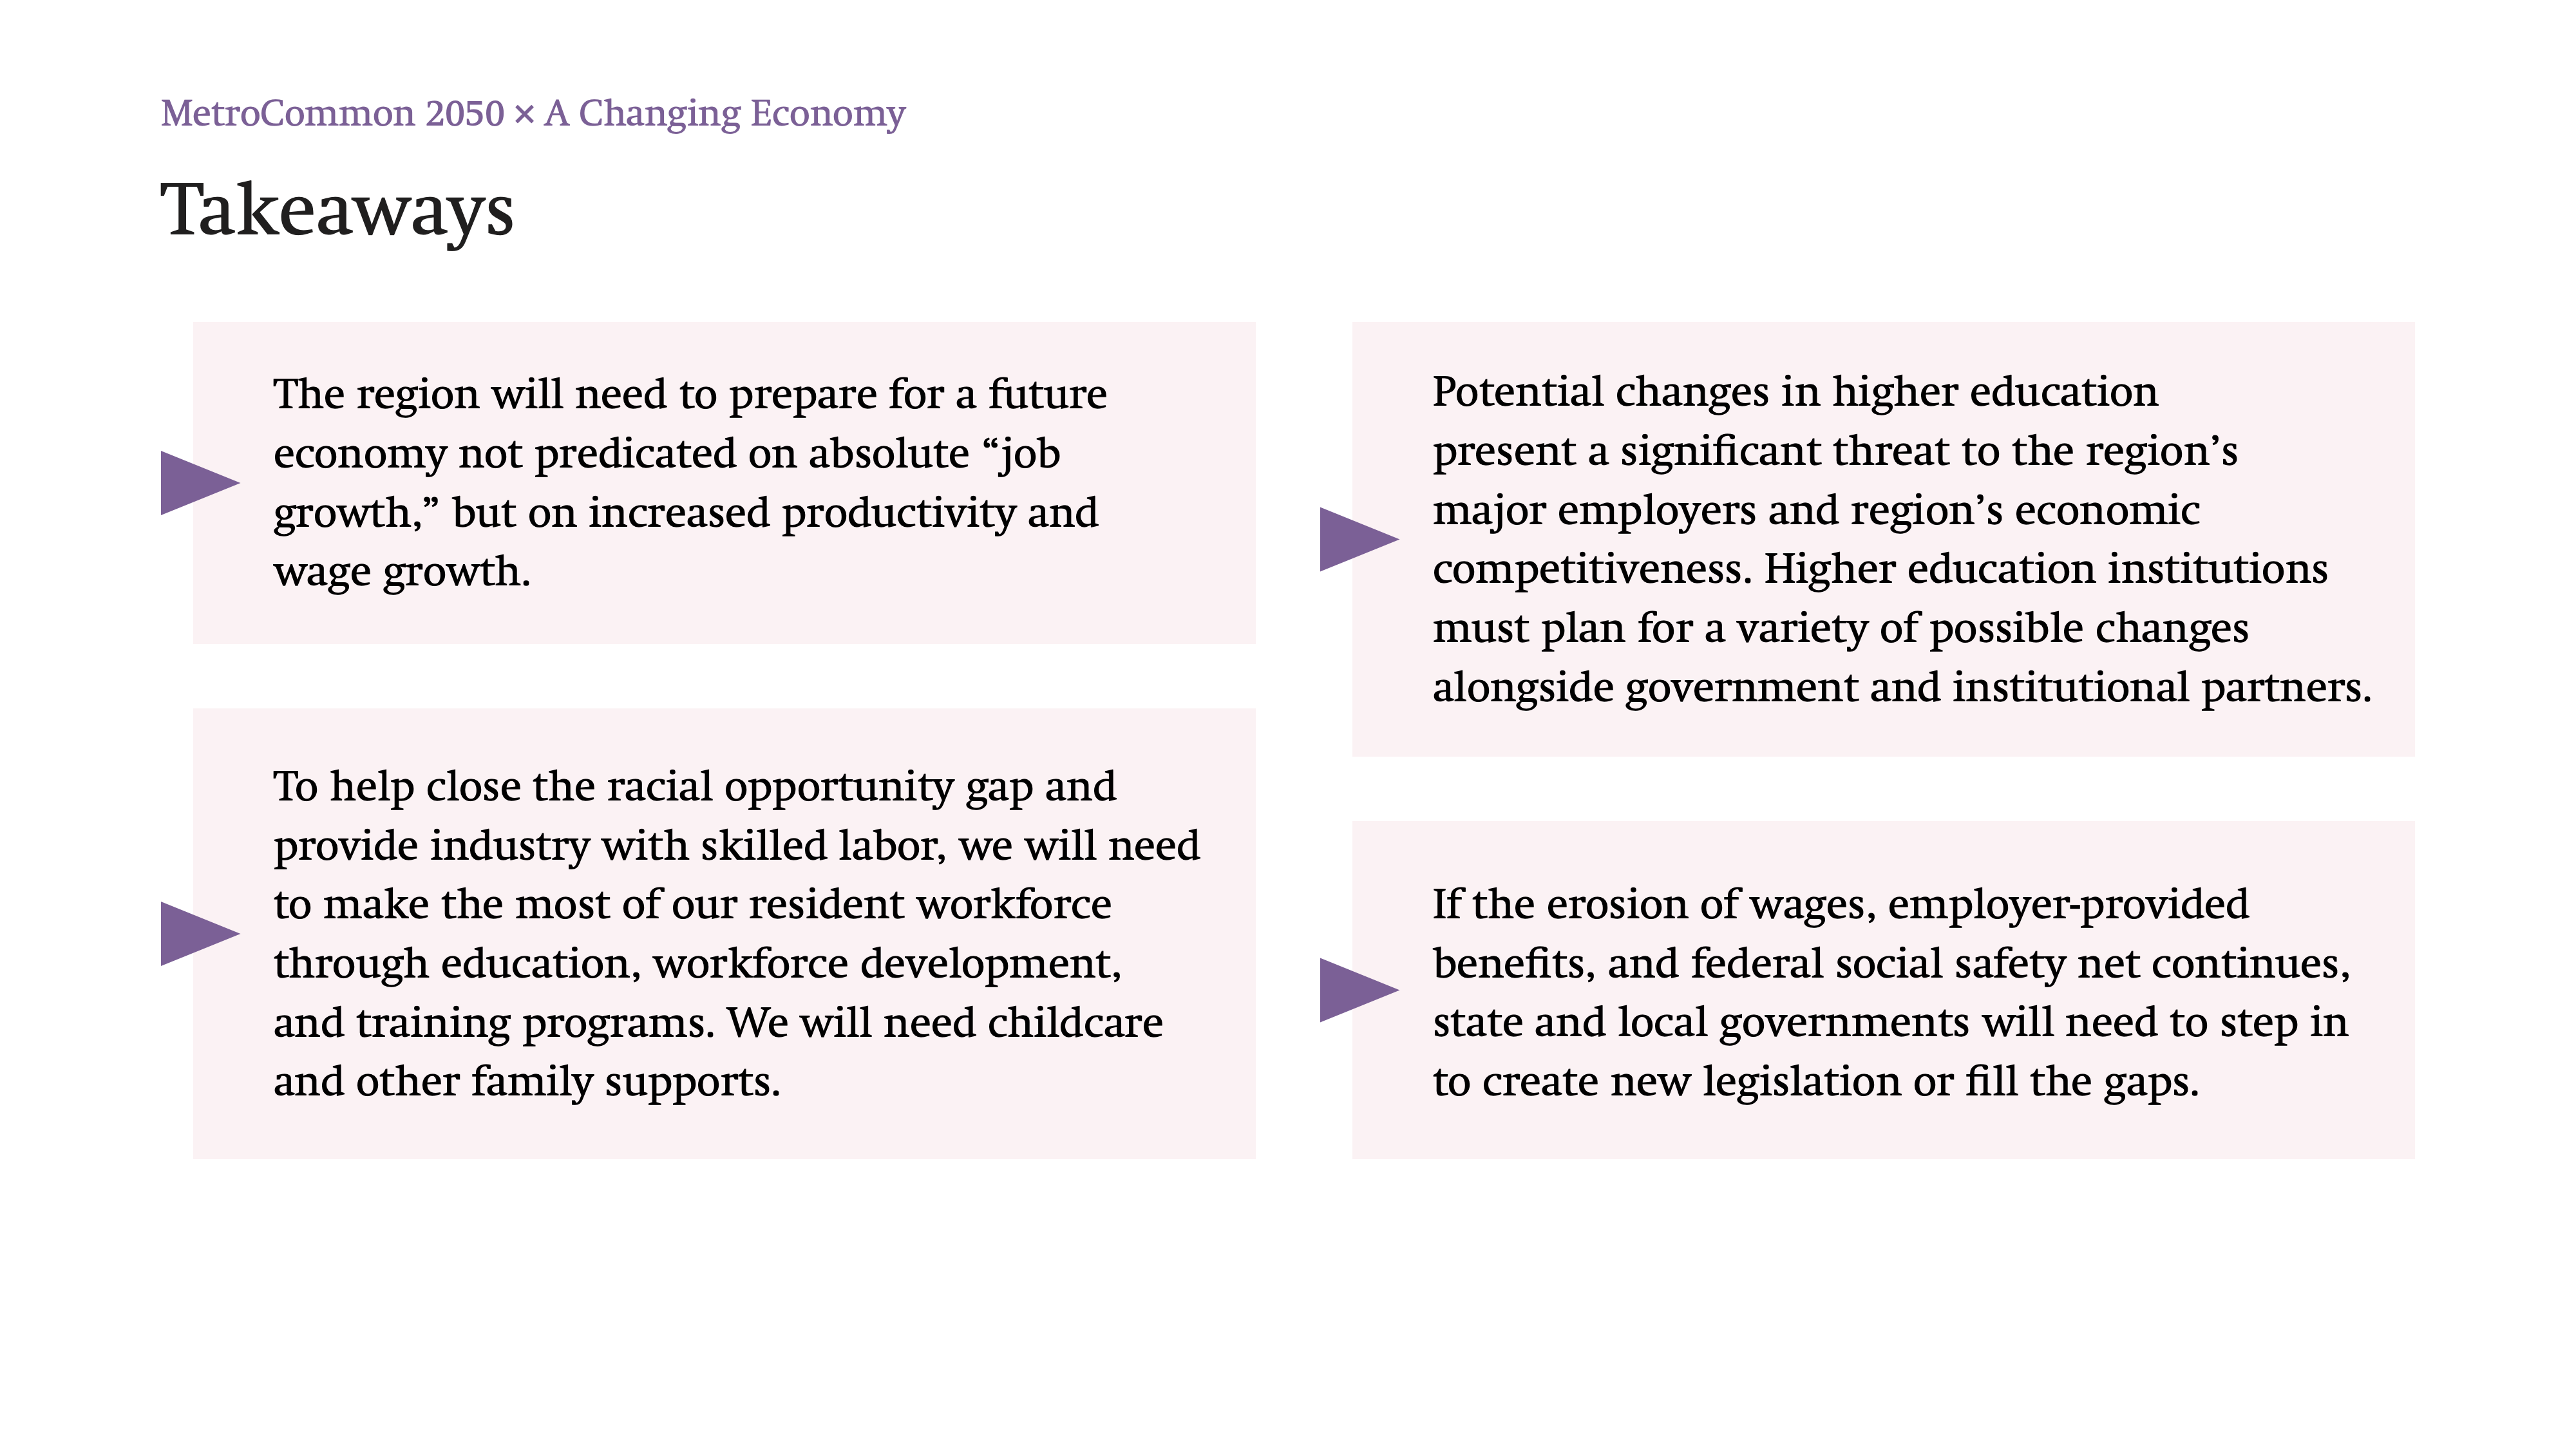 MetroCommon 2050 × A Changing Economy
Takeaways
The region will need to prepare for a future
economy not predicated on absolute “job
growth,” but on increased productivity and
wage growth.
To help close the racial opportunity gap and
provide industry with skilled labor, we will need
to make the most of our resident workforce
through education, workforce development,
and training programs. We will need childcare
and other family supports.
Potential changes in higher education
present a significant threat to the region’s
major employers and region’s economic
competitiveness. Higher education institutions
must plan for a variety of possible changes
alongside government and institutional partners.
If the erosion of wages, employer-provided
benefits, and federal social safety net continues,
state and local governments will need to step in
to create new legislation or fill the gaps.